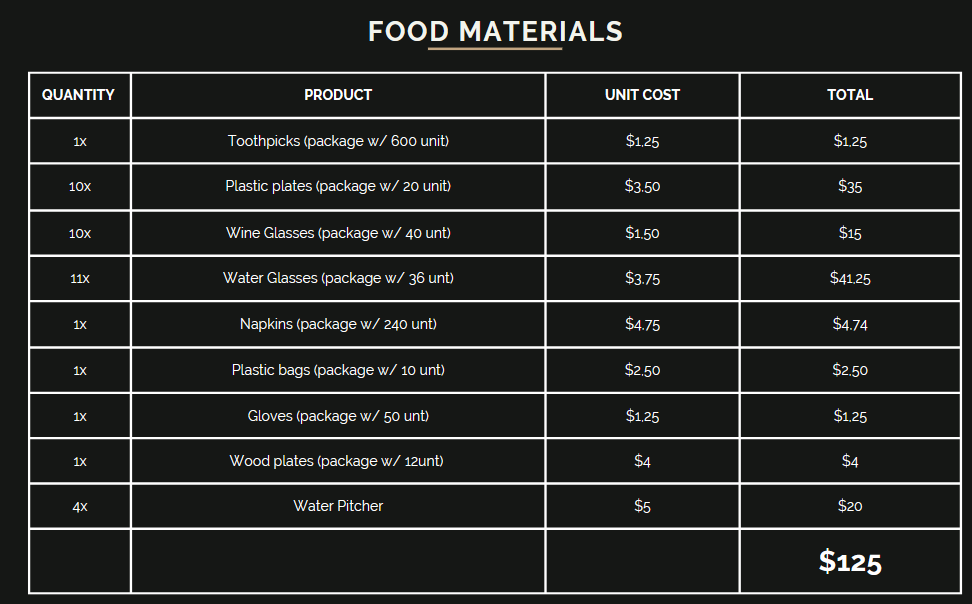 FOOD MATERIALS
QUANTITY PRODUCT UNIT COST TOTAL
1x Toothpicks (package w/ 600 unit) $1,25 $1,25
10x Plastic plates (package w/ 20 unit) $3,50 $35
10x Wine Glasses (package w/ 40 unt) $1,50 $15
11x Water Glasses (package w/ 36 unt) $3,75 $41,25
1x Napkins (package w/ 240 unt) $4,75 $4,74
1x Plastic bags (package w/ 10 unt) $2,50 $2,50
1x Gloves (package w/ 50 unt) $1,25 $1,25
1x Wood plates (package w/ 12unt) $4 $4
4x Water Pitcher $5 $20
$125